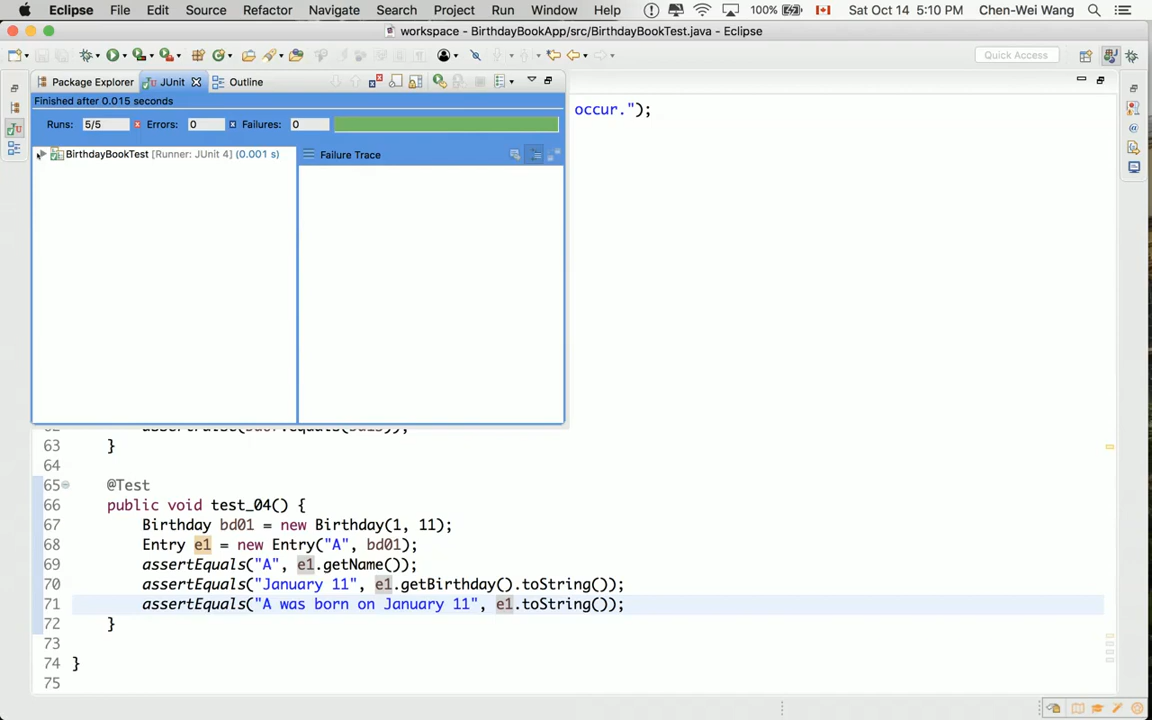 Eclipse File Edit Source Refactor Navigate Search Project Run Window Help 100% Sat Oct 14 5:10 PM Chen-Wei Wang
workspace - BirthdayBookApp/src/BirthdayBookTest.java - Eclipse
Quick Access
Package Explorer JUnit Outline
Finished after 0.015 seconds
occur.");
Runs: 5/5 Errors: 0 Failures: 0
BirthdayBookTest [Runner: JUnit 4] (0.001 s) Failure Trace
63 }
64
65 @Test
66 public void test_04() {
67 Birthday bd01 = new Birthday(1, 11);
68 Entry e1 = new Entry("A", bd01);
69 assertEquals("A", e1.getName());
70 assertEquals("January 11", e1.getBirthday().toString());
71 assertEquals("A was born on January 11", e1.toString());
72 }
73
74 }
75